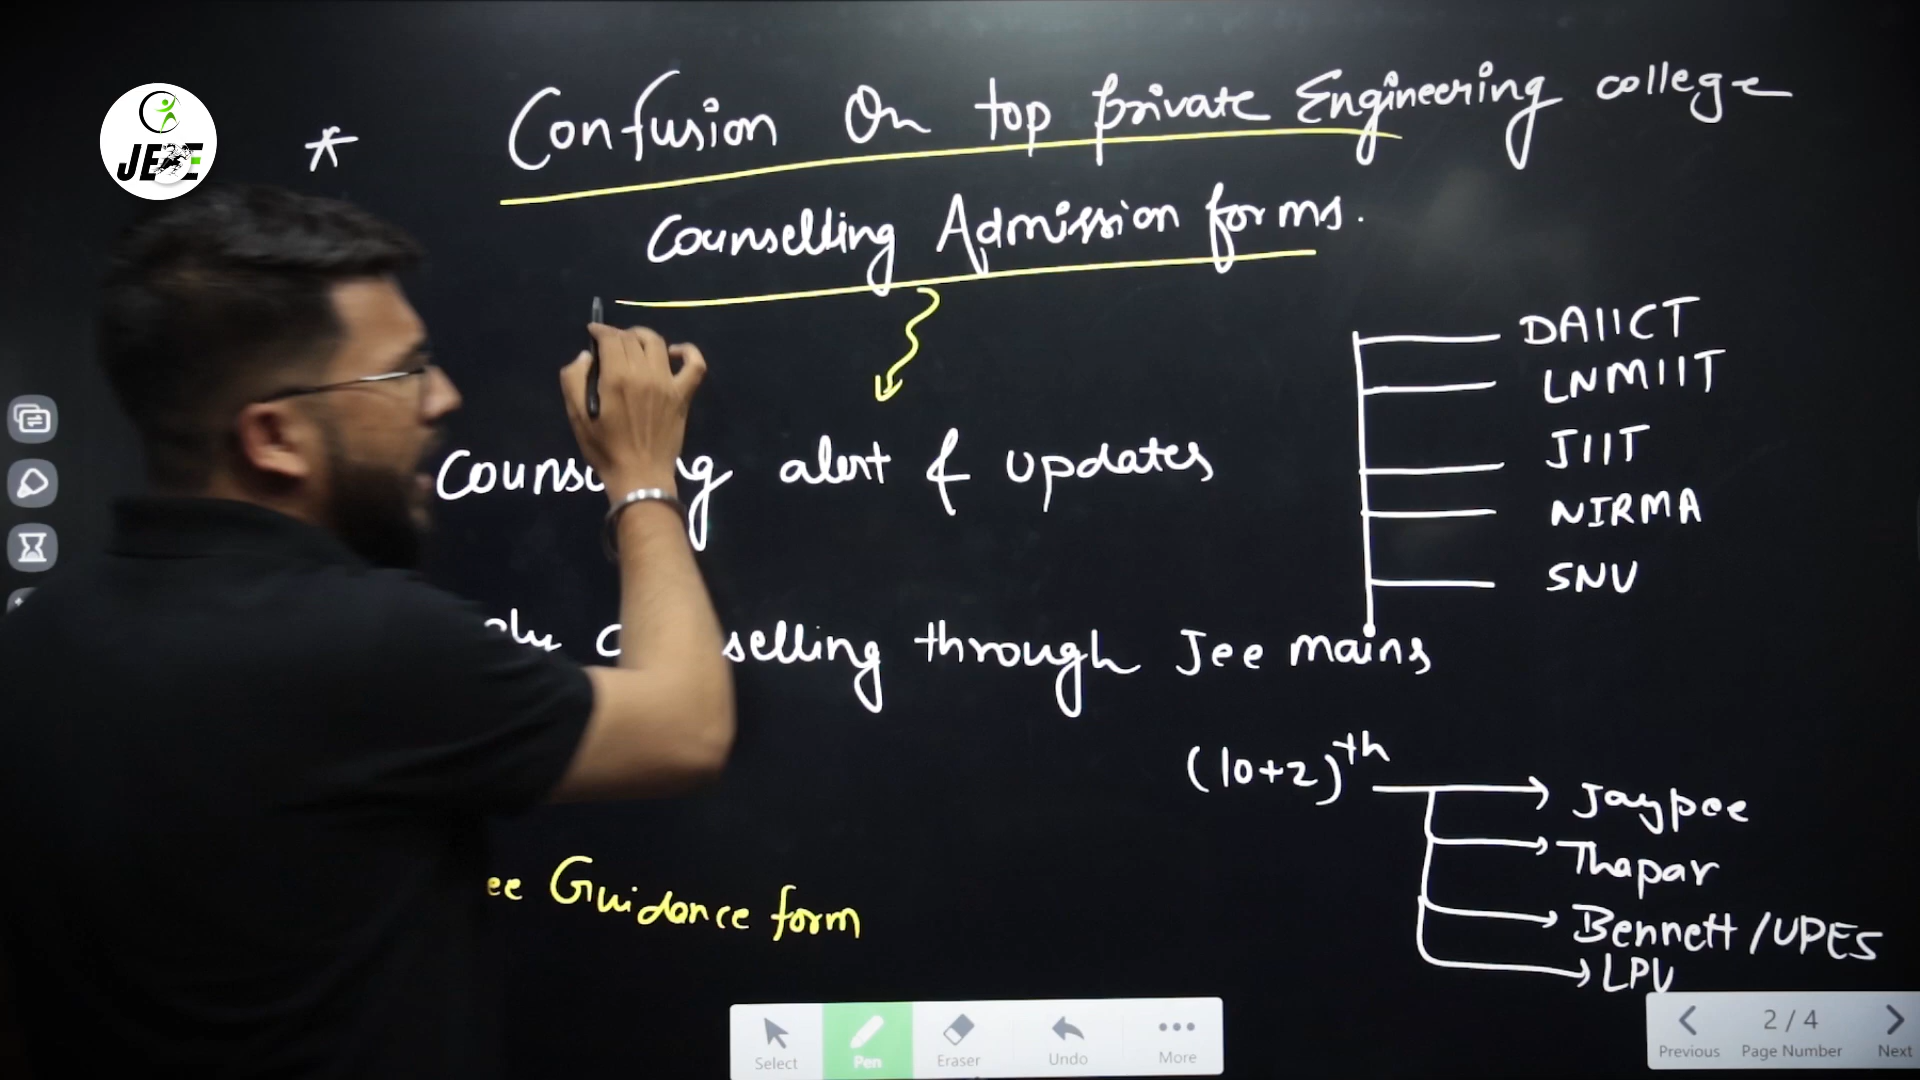 JEE
* Confusion On top private Engineering college
Counselling Admission forms.
DAIICT
LNMIIT
JIIT
NIRMA
SNU
alert & updates
through Jee mains
(10+2)th
Jaypee
Thapar
Bennett / UPES
LPU
Guidance form
Select
Pen
Eraser
Undo
More
Previous
2 / 4
Page Number
Next